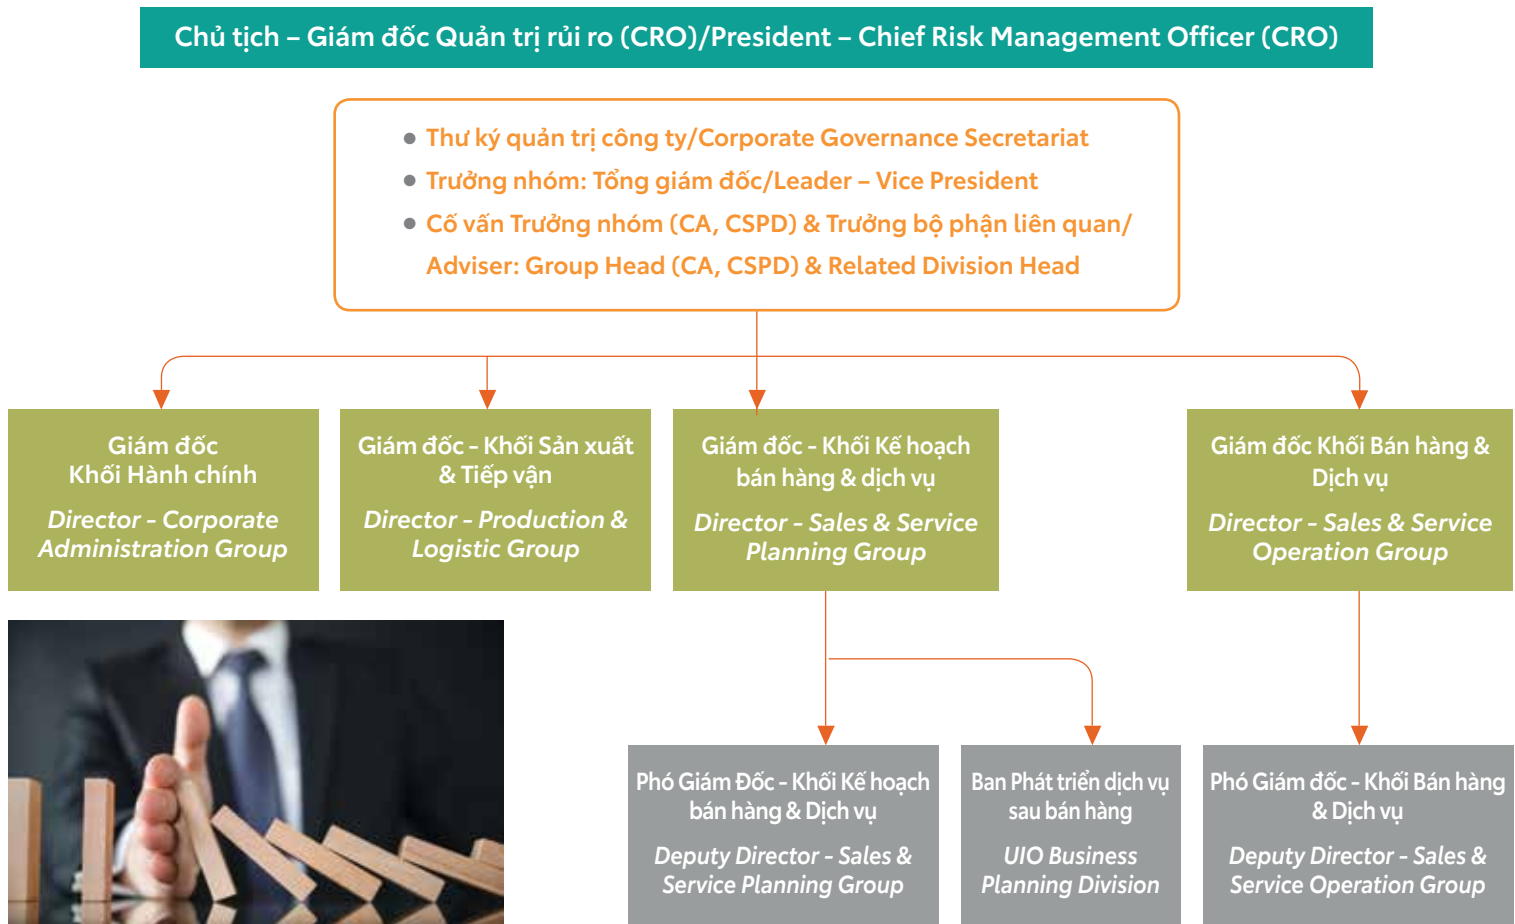 Chủ tịch – Giám đốc Quản trị rủi ro (CRO)/President – Chief Risk Management Officer (CRO)
Thư ký quản trị công ty/Corporate Governance Secretariat
Trưởng nhóm: Tổng giám đốc/Leader – Vice President
Cố vấn Trưởng nhóm (CA, CSPD) & Trưởng bộ phận liên quan/
Adviser: Group Head (CA, CSPD) & Related Division Head
Giám đốc
Khối Hành chính
Director - Corporate
Administration Group
Giám đốc - Khối Sản xuất
& Tiếp vận
Director - Production &
Logistic Group
Giám đốc - Khối Kế hoạch
bán hàng & dịch vụ
Director - Sales & Service
Planning Group
Giám đốc Khối Bán hàng &
Dịch vụ
Director - Sales & Service
Operation Group
Phó Giám Đốc - Khối Kế hoạch
bán hàng & Dịch vụ
Deputy Director - Sales &
Service Planning Group
Ban Phát triển dịch vụ
sau bán hàng
UIO Business
Planning Division
Phó Giám đốc - Khối Bán hàng
& Dịch vụ
Deputy Director - Sales &
Service Operation Group